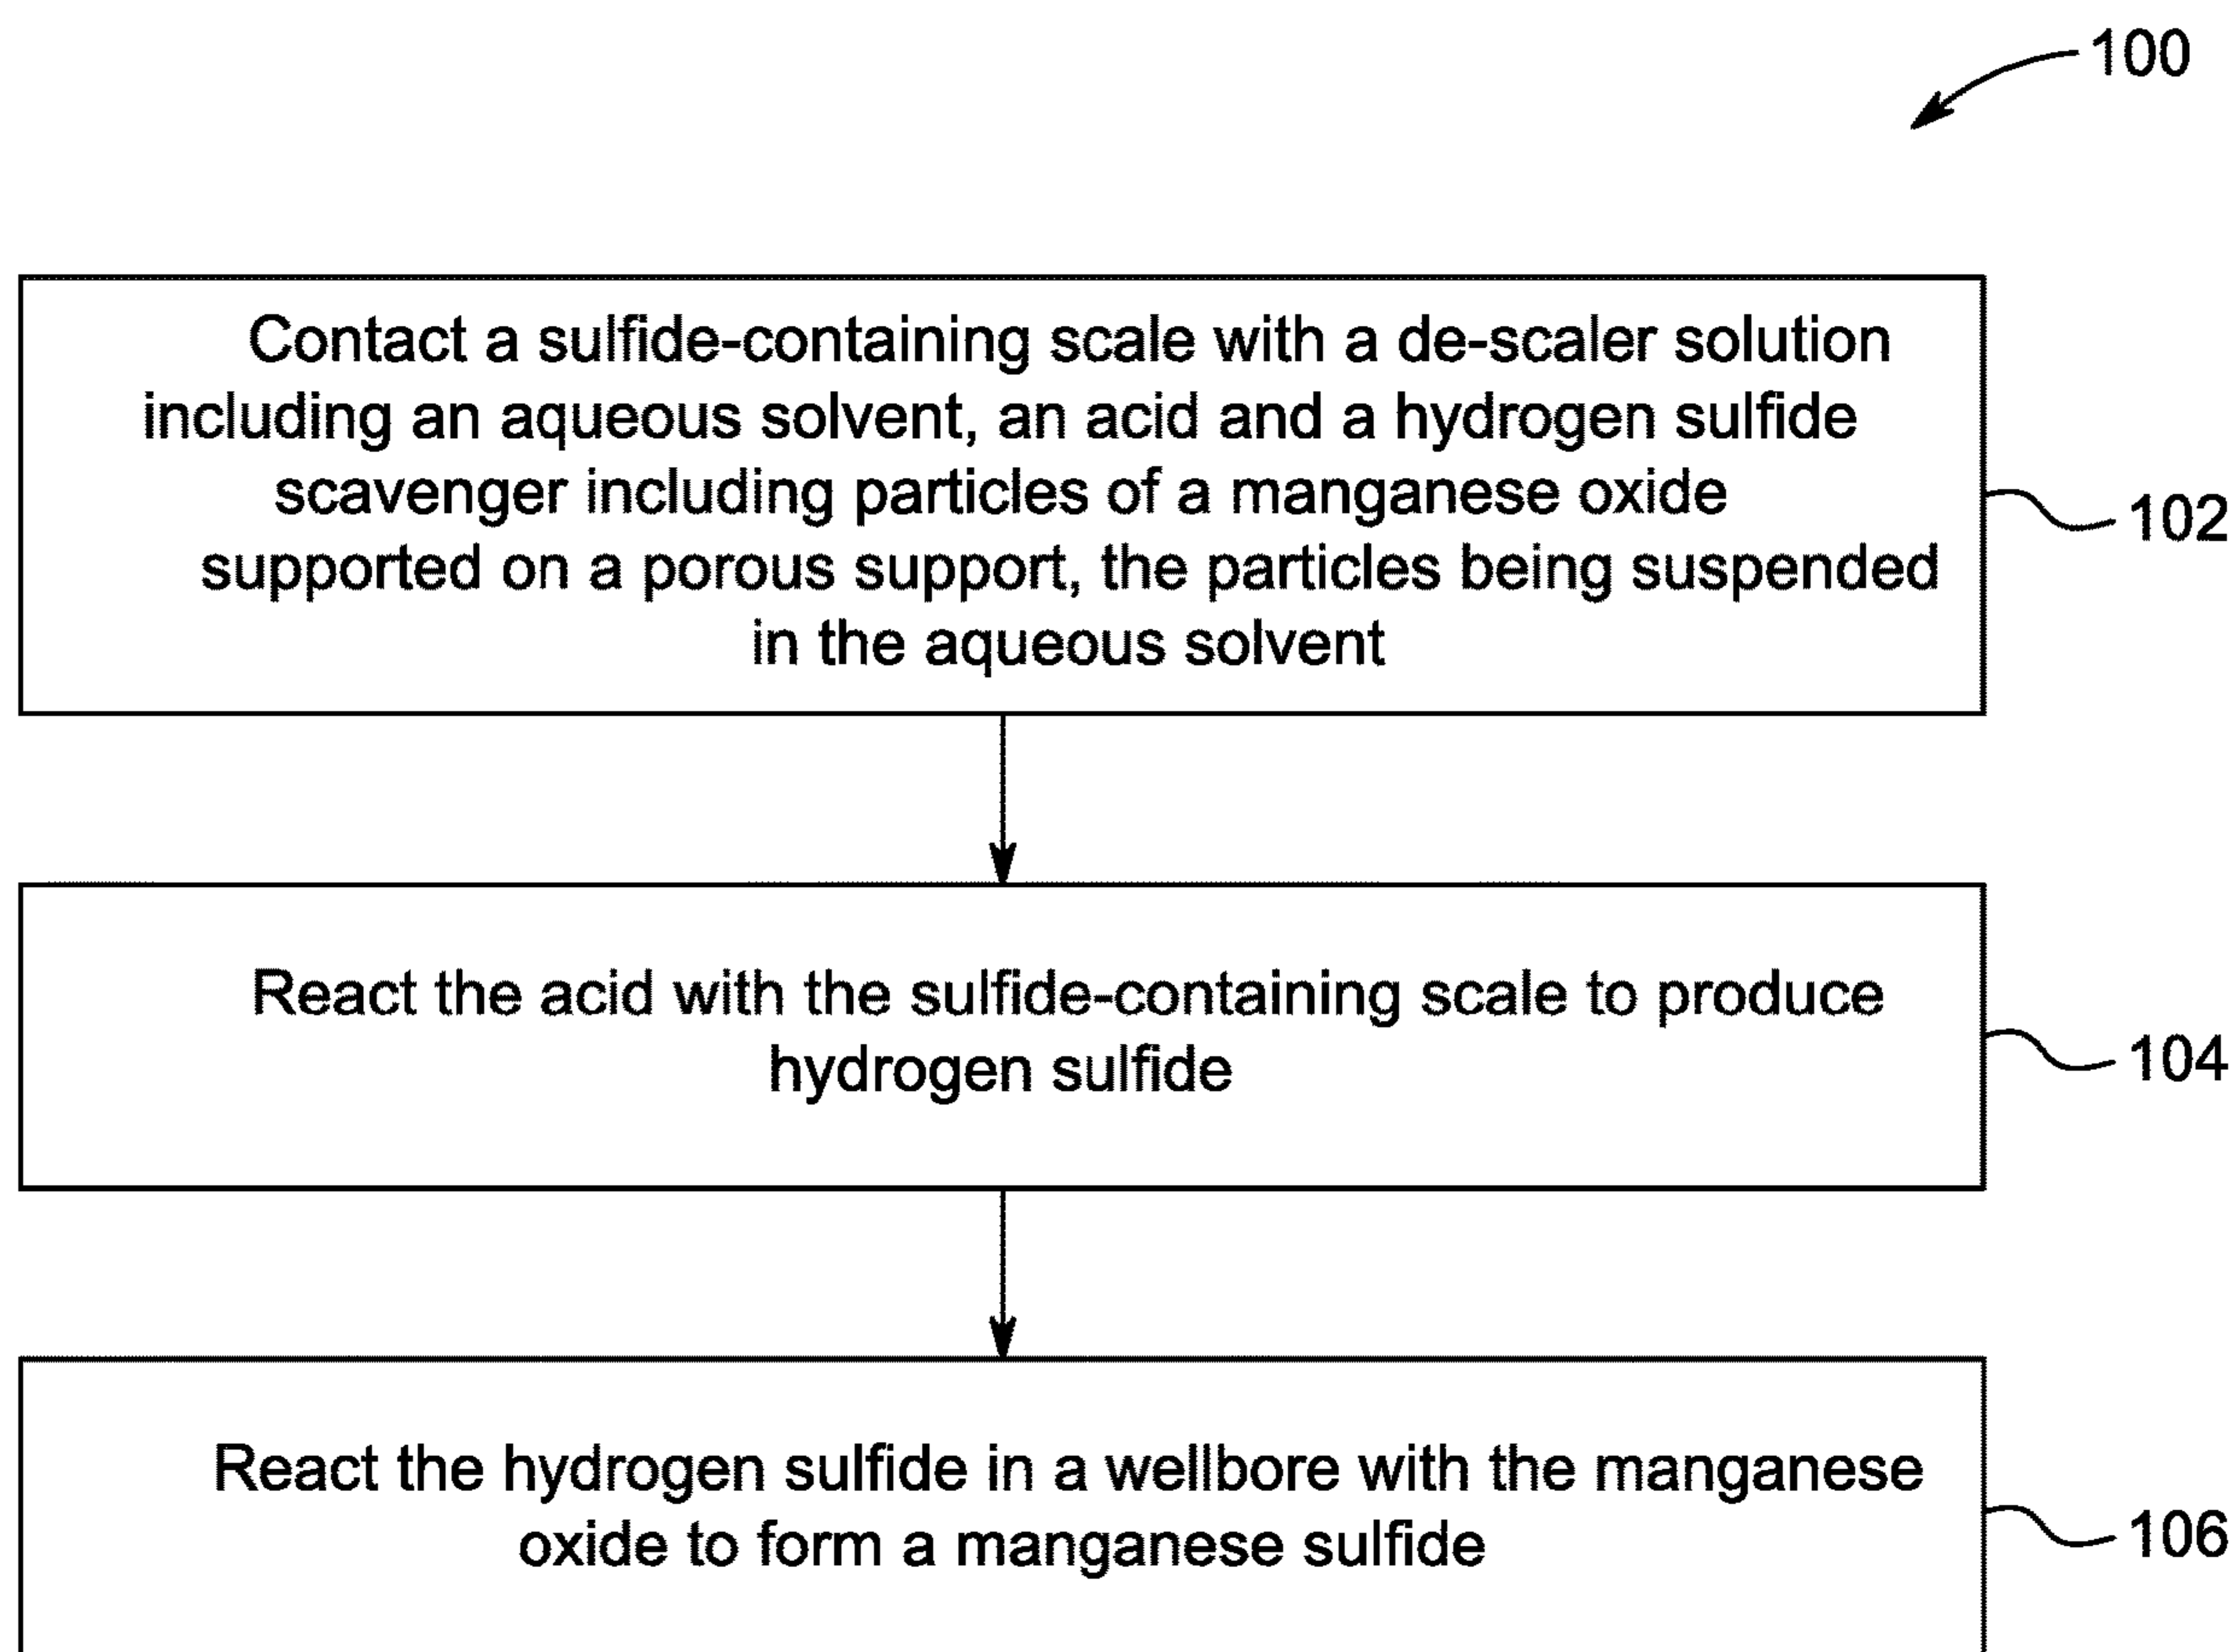 100
Contact a sulfide-containing scale with a de-scaler solution
including an aqueous solvent, an acid and a hydrogen sulfide
scavenger including particles of a manganese oxide
supported on a porous support, the particles being suspended
in the aqueous solvent
102
React the acid with the sulfide-containing scale to produce
hydrogen sulfide
104
React the hydrogen sulfide in a wellbore with the manganese
oxide to form a manganese sulfide
106